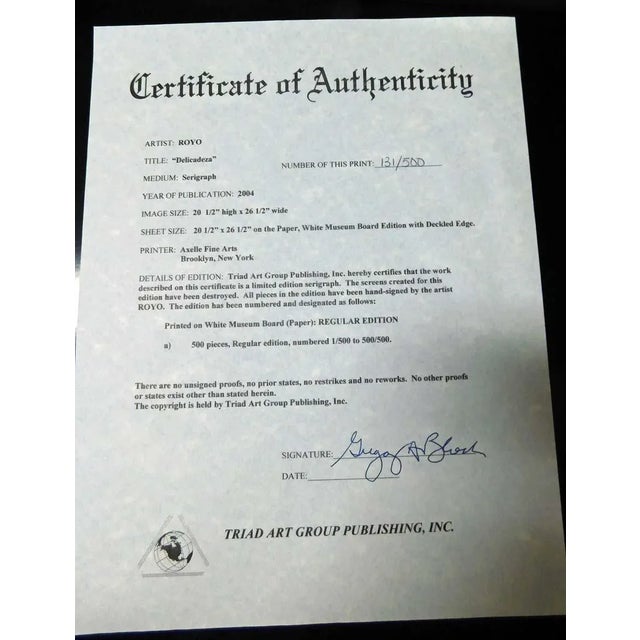 Certificate of Authenticity
ARTIST: ROYO
TITLE: "Delicadeza" NUMBER OF THIS PRINT: 131/500
MEDIUM: Serigraph
YEAR OF PUBLICATION: 2004
IMAGE SIZE: 20 1/2" high x 26 1/2" wide
SHEET SIZE: 20 1/2" x 26 1/2" on the Paper, White Museum Board Edition with Deckled Edge.
PRINTER: Axelle Fine Arts
Brooklyn, New York
DETAILS OF EDITION: Triad Art Group Publishing, Inc. hereby certifies that the work
described on this certificate is a limited edition serigraph. The screens created for this
edition have been destroyed. All pieces in the edition have been hand-signed by the artist
ROYO. The edition has been numbered and designated as follows:
Printed on White Museum Board (Paper): REGULAR EDITION
a) 500 pieces, Regular edition, numbered 1/500 to 500/500.
There are no unsigned proofs, no prior states, no restrikes and no reworks. No other proofs
or states exist other than stated herein.
The copyright is held by Triad Art Group Publishing, Inc.
SIGNATURE:
DATE:
TRIAD ART GROUP PUBLISHING, INC.